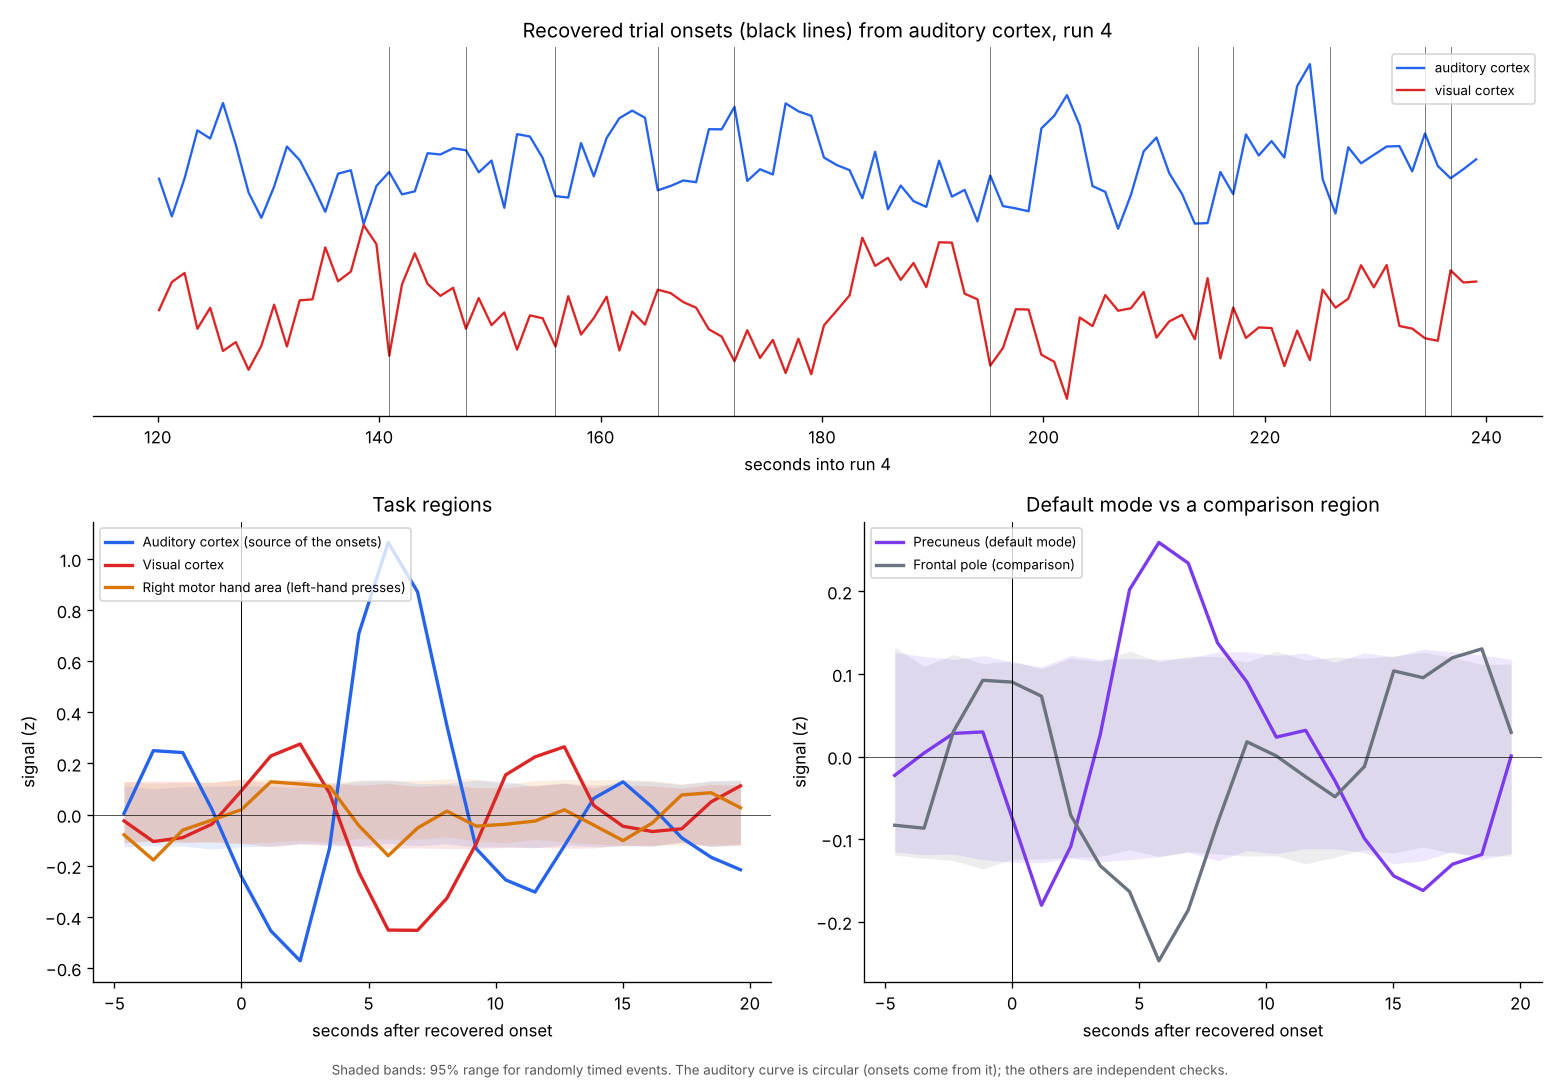 Recovered trial onsets (black lines) from auditory cortex, run 4
auditory cortex
visual cortex
120 140 160 180 200 220 240
seconds into run 4
Task regions
Auditory cortex (source of the onsets)
Visual cortex
Right motor hand area (left-hand presses)
1.0
0.8
0.6
0.4
0.2
0.0
−0.2
−0.4
−0.6
signal (z)
−5 0 5 10 15 20
seconds after recovered onset
Default mode vs a comparison region
Precuneus (default mode)
Frontal pole (comparison)
0.2
0.1
0.0
−0.1
−0.2
signal (z)
−5 0 5 10 15 20
seconds after recovered onset
Shaded bands: 95% range for randomly timed events. The auditory curve is circular (onsets come from it); the others are independent checks.